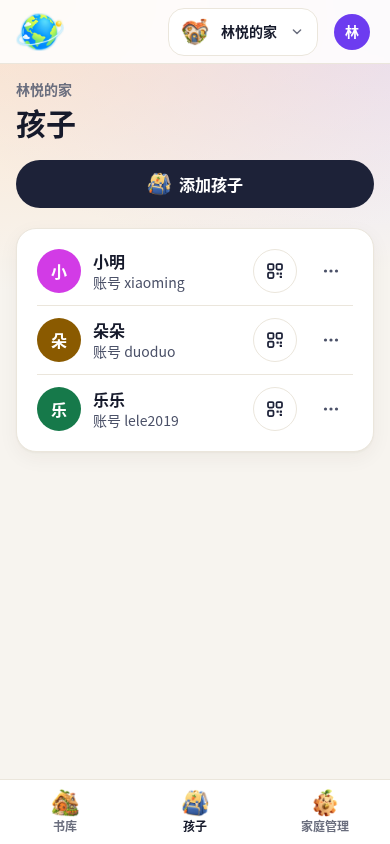 林悦的家
林
林悦的家
孩子
添加孩子
小
小明
账号 xiaoming
朵
朵朵
账号 duoduo
乐
乐乐
账号 lele2019
书库
孩子
家庭管理